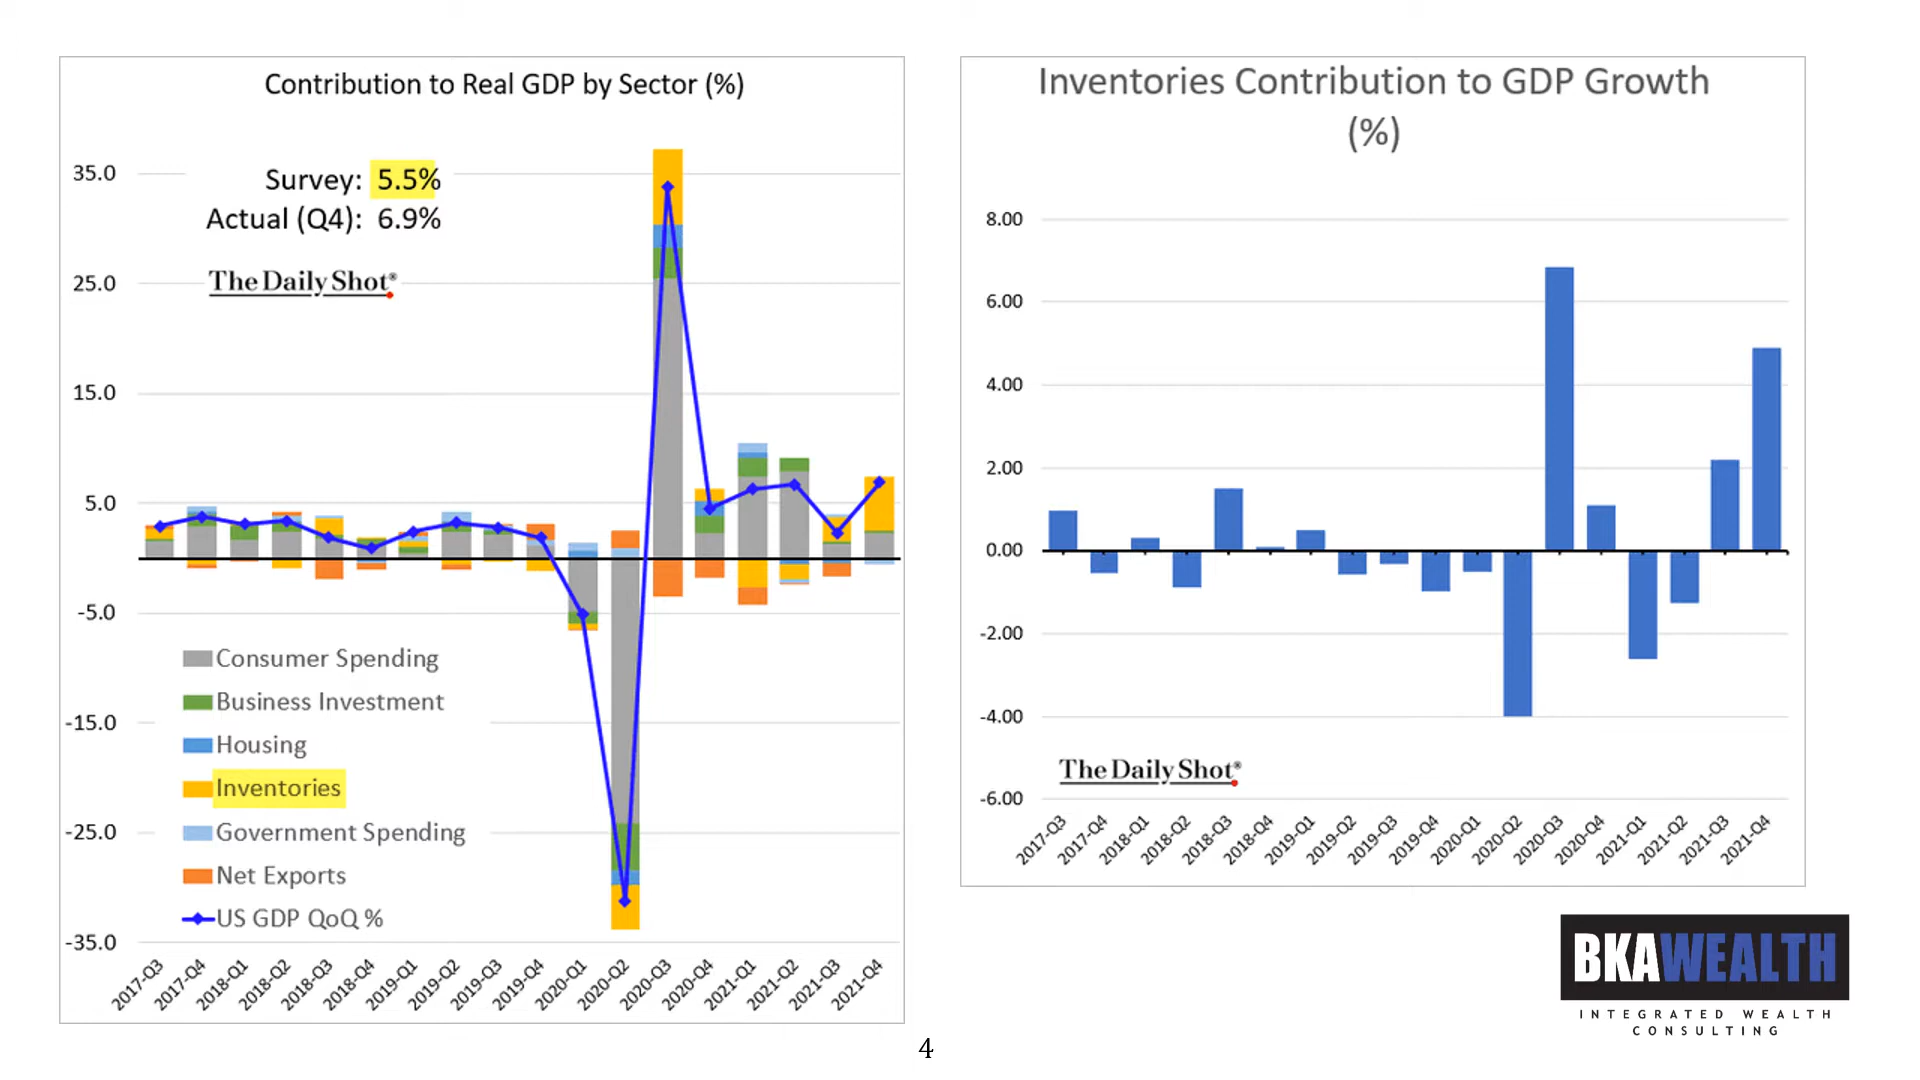 Contribution to Real GDP by Sector (%)
Survey: 5.5%
Actual (Q4): 6.9%
The Daily Shot®
35.0
25.0
15.0
5.0
-5.0
-15.0
-25.0
-35.0
Consumer Spending
Business Investment
Housing
Inventories
Government Spending
Net Exports
US GDP QoQ %
2017-Q3
2017-Q4
2018-Q1
2018-Q2
2018-Q3
2018-Q4
2019-Q1
2019-Q2
2019-Q3
2019-Q4
2020-Q1
2020-Q2
2020-Q3
2020-Q4
2021-Q1
2021-Q2
2021-Q3
2021-Q4
Inventories Contribution to GDP Growth
(%)
8.00
6.00
4.00
2.00
0.00
-2.00
-4.00
-6.00
The Daily Shot®
2017-Q3
2017-Q4
2018-Q1
2018-Q2
2018-Q3
2018-Q4
2019-Q1
2019-Q2
2019-Q3
2019-Q4
2020-Q1
2020-Q2
2020-Q3
2020-Q4
2021-Q1
2021-Q2
2021-Q3
2021-Q4
BKAWEALTH
INTEGRATED WEALTH
CONSULTING
4